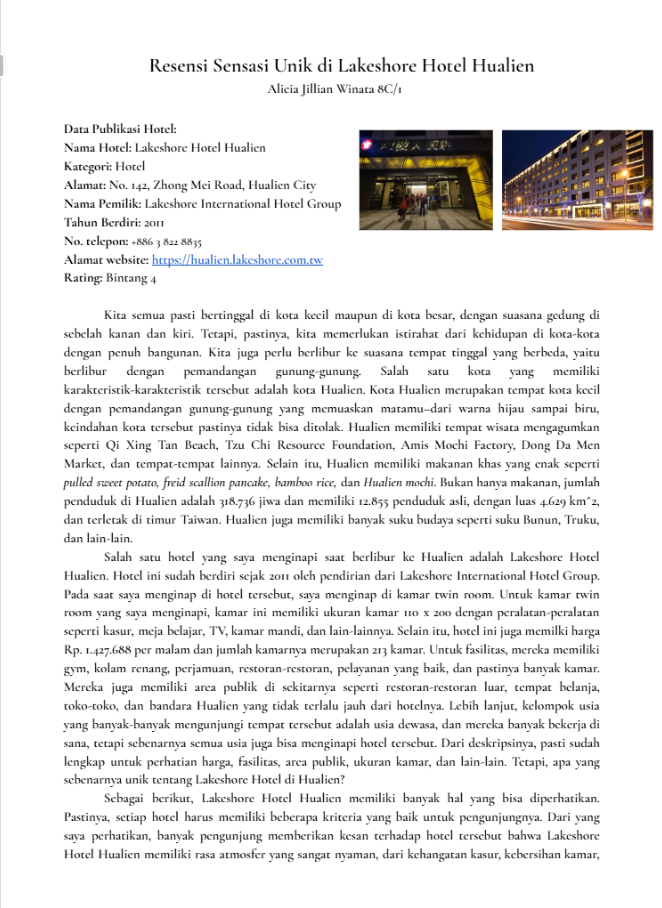 Resensi Sensasi Unik di Lakeshore Hotel Hualien
Alicia Jillian Winata 8C/1
Data Publikasi Hotel:
Nama Hotel: Lakeshore Hotel Hualien
Kategori: Hotel
Alamat: No. 142, Zhong Mei Road, Hualien City
Nama Pemilik: Lakeshore International Hotel Group
Tahun Berdiri: 2011
No. telepon: +886 3 822 8835
Alamat website: https://hualien.lakeshore.com.tw
Rating: Bintang 4
Kita semua pasti bertinggal di kota kecil maupun di kota besar, dengan suasana gedung di
sebelah kanan dan kiri. Tetapi, pastinya, kita memerlukan istirahat dari kehidupan di kota-kota
dengan penuh bangunan. Kita juga perlu berlibur ke suasana tempat tinggal yang berbeda, yaitu
berlibur dengan pemandangan gunung-gunung. Salah satu kota yang memiliki
karakteristik-karakteristik tersebut adalah kota Hualien. Kota Hualien merupakan tempat kota kecil
dengan pemandangan gunung-gunung yang memuaskan matamu–dari warna hijau sampai biru,
keindahan kota tersebut pastinya tidak bisa ditolak. Hualien memiliki tempat wisata mengagumkan
seperti Qi Xing Tan Beach, Tzu Chi Resource Foundation, Amis Mochi Factory, Dong Da Men
Market, dan tempat-tempat lainnya. Selain itu, Hualien memiliki makanan khas yang enak seperti
pulled sweet potato, freid scallion pancake, bamboo rice, dan Hualien mochi. Bukan hanya makanan, jumlah
penduduk di Hualien adalah 318.736 jiwa dan memiliki 12.855 penduduk asli, dengan luas 4.629 km^2,
dan terletak di timur Taiwan. Hualien juga memiliki banyak suku budaya seperti suku Bunun, Truku,
dan lain-lain.
Salah satu hotel yang saya menginapi saat berlibur ke Hualien adalah Lakeshore Hotel
Hualien. Hotel ini sudah berdiri sejak 2011 oleh pendirian dari Lakeshore International Hotel Group.
Pada saat saya menginap di hotel tersebut, saya menginap di kamar twin room. Untuk kamar twin
room yang saya menginapi, kamar ini memiliki ukuran kamar 110 x 200 dengan peralatan-peralatan
seperti kasur, meja belajar, TV, kamar mandi, dan lain-lainnya. Selain itu, hotel ini juga memilki harga
Rp. 1.427.688 per malam dan jumlah kamarnya merupakan 213 kamar. Untuk fasilitas, mereka memiliki
gym, kolam renang, perjamuan, restoran-restoran, pelayanan yang baik, dan pastinya banyak kamar.
Mereka juga memiliki area publik di sekitarnya seperti restoran-restoran luar, tempat belanja,
toko-toko, dan bandara Hualien yang tidak terlalu jauh dari hotelnya. Lebih lanjut, kelompok usia
yang banyak-banyak mengunjungi tempat tersebut adalah usia dewasa, dan mereka banyak bekerja di
sana, tetapi sebenarnya semua usia juga bisa menginapi hotel tersebut. Dari deskripsinya, pasti sudah
lengkap untuk perhatian harga, fasilitas, area publik, ukuran kamar, dan lain-lain. Tetapi, apa yang
sebenarnya unik tentang Lakeshore Hotel di Hualien?
Sebagai berikut, Lakeshore Hotel Hualien memiliki banyak hal yang bisa diperhatikan.
Pastinya, setiap hotel harus memiliki beberapa kriteria yang baik untuk pengunjungnya. Dari yang
saya perhatikan, banyak pengunjung memberikan kesan terhadap hotel tersebut bahwa Lakeshore
Hotel Hualien memiliki rasa atmosfer yang sangat nyaman, dari kehangatan kasur, kebersihan kamar,